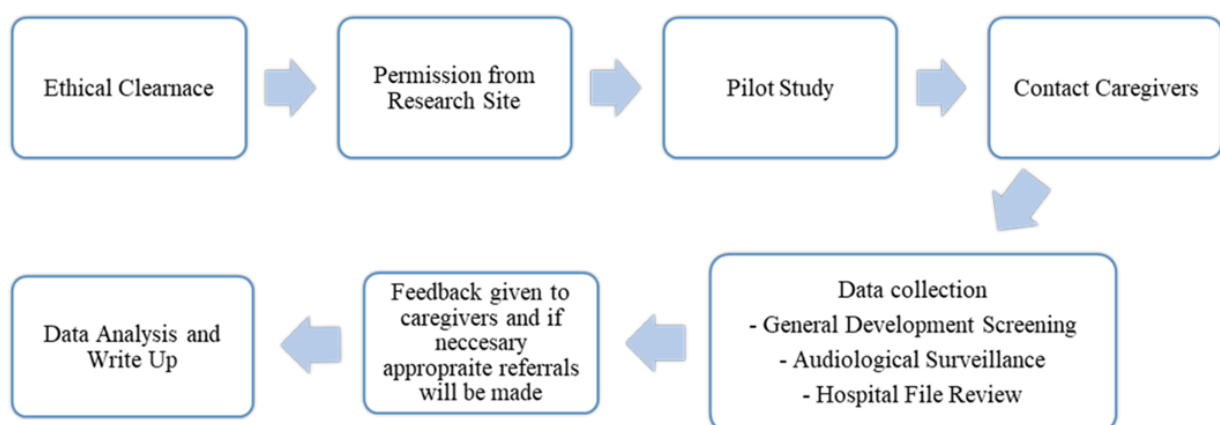 Ethical Clearnace
Permission from
Research Site
Pilot Study
Contact Caregivers
Data collection
- General Development Screening
- Audiological Surveillance
- Hospital File Review
Feedback given to
caregivers and if
neccesary
appropraite referrals
will be made
Data Analysis and
Write Up